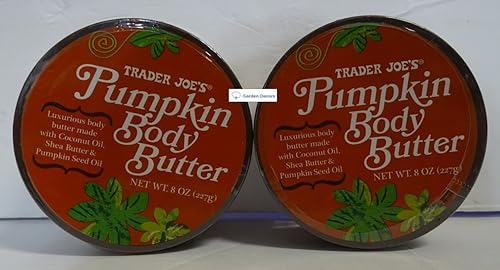 TRADER JOE'S®
Pumpkin
Body
Butter
Luxurious body
butter made
with Coconut Oil,
Shea Butter &
Pumpkin Seed Oil
NET WT. 8 OZ (227g)
Garden Decors
TRADER JOE'S®
Pumpkin
Body
Butter
Luxurious body
butter made
with Coconut Oil,
Shea Butter &
Pumpkin Seed Oil
NET WT. 8 OZ (227g)